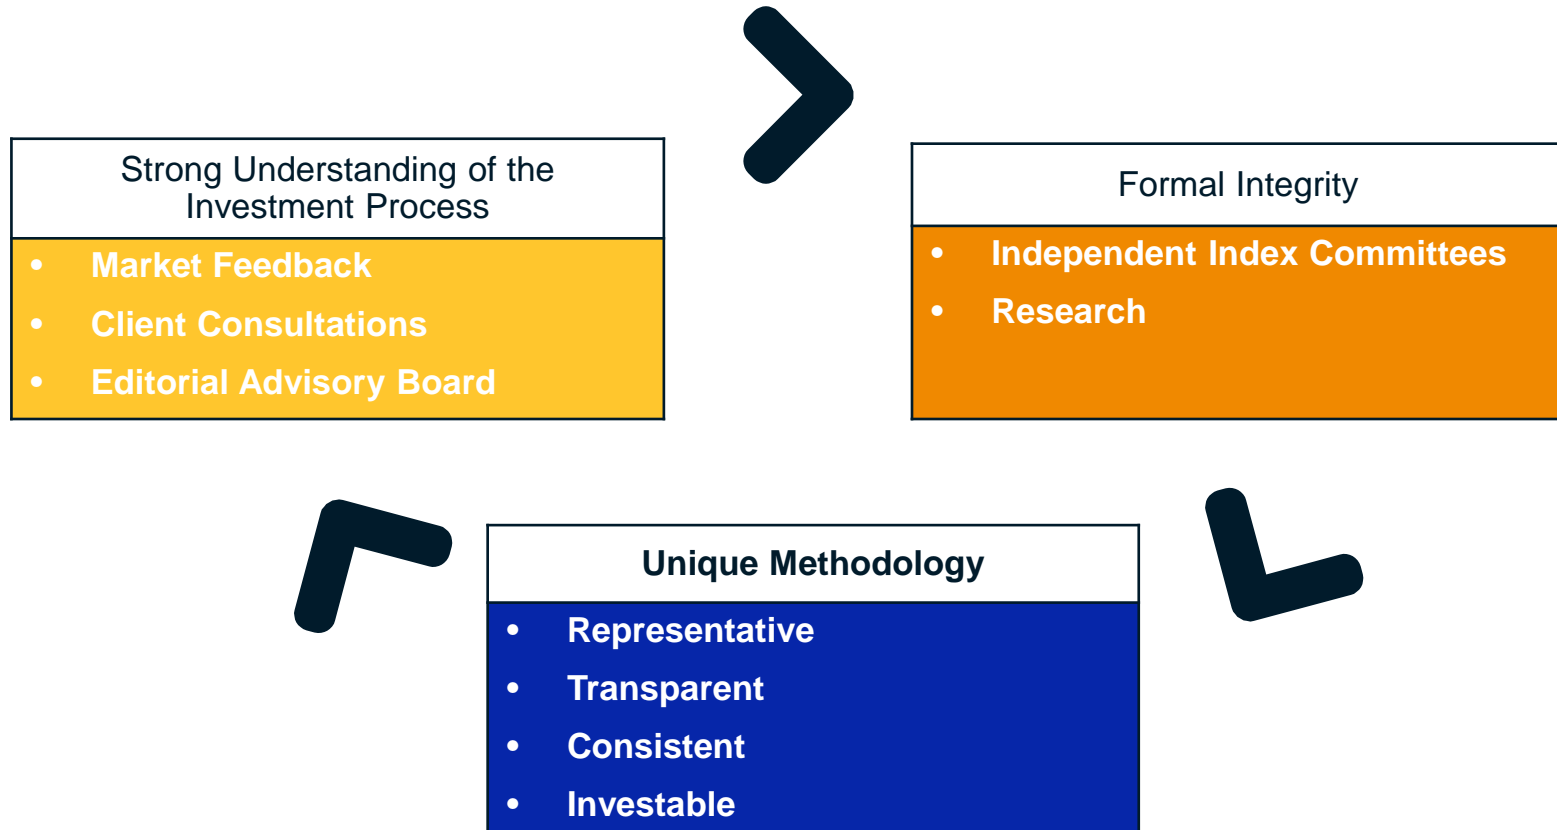 Strong Understanding of the
Investment Process
• Market Feedback
• Client Consultations
• Editorial Advisory Board
Formal Integrity
• Independent Index Committees
• Research
Unique Methodology
• Representative
• Transparent
• Consistent
• Investable